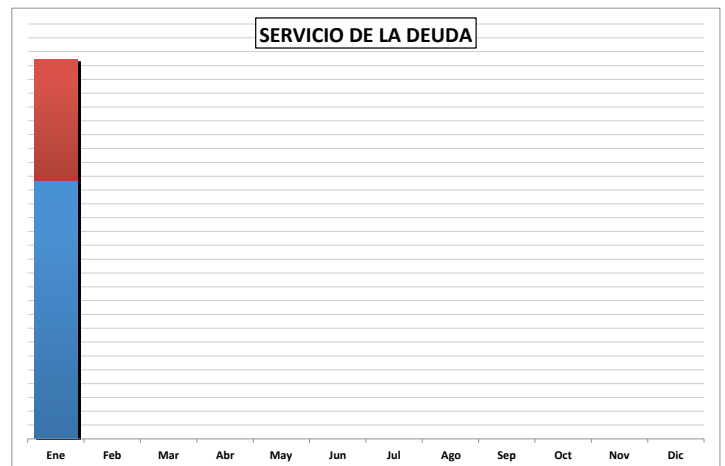 SERVICIO DE LA DEUDA
Ene Feb Mar Abr May Jun Jul Ago Sep Oct Nov Dic